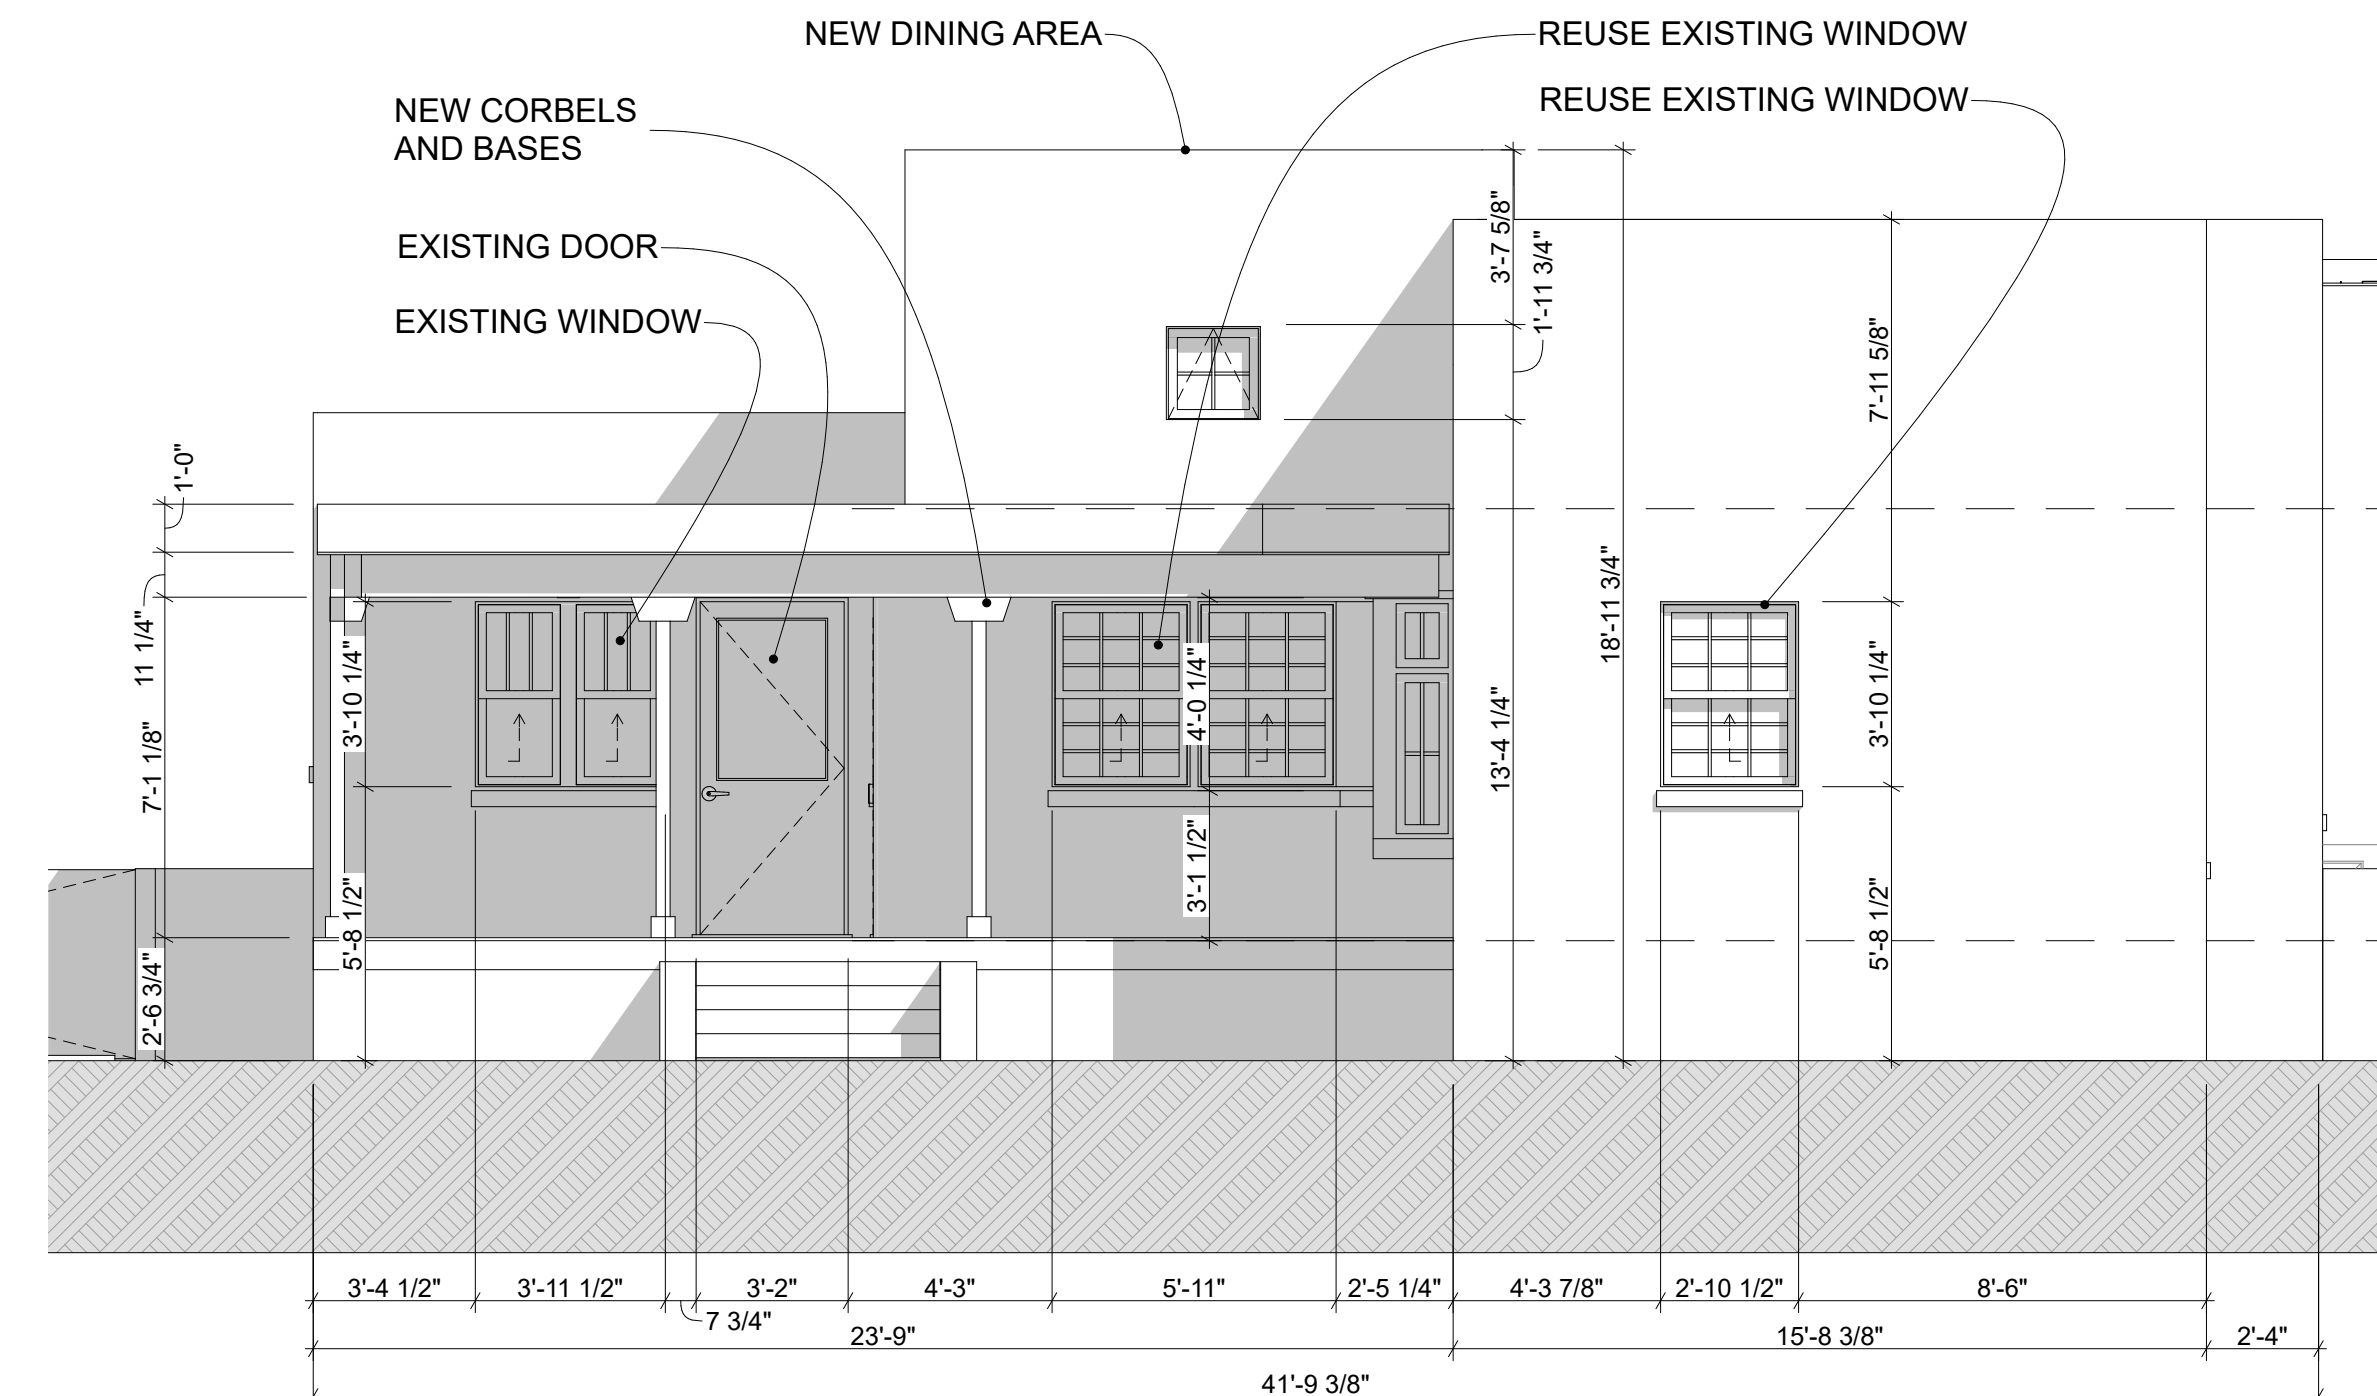 NEW DINING AREA
REUSE EXISTING WINDOW
REUSE EXISTING WINDOW
NEW CORBELS
AND BASES
EXISTING DOOR
EXISTING WINDOW
1'-0"
11 1/4"
7'-1 1/8"
2'-6 3/4"
3'-10 1/4"
5'-8 1/2"
4'-0 1/4"
3'-1 1/2"
3'-7 5/8"
1'-11 3/4"
13'-4 1/4"
18'-11 3/4"
7'-11 5/8"
3'-10 1/4"
5'-8 1/2"
3'-4 1/2" 3'-11 1/2" 3'-2" 4'-3" 5'-11" 2'-5 1/4" 4'-3 7/8" 2'-10 1/2" 8'-6"
7 3/4"
23'-9" 15'-8 3/8" 2'-4"
41'-9 3/8"